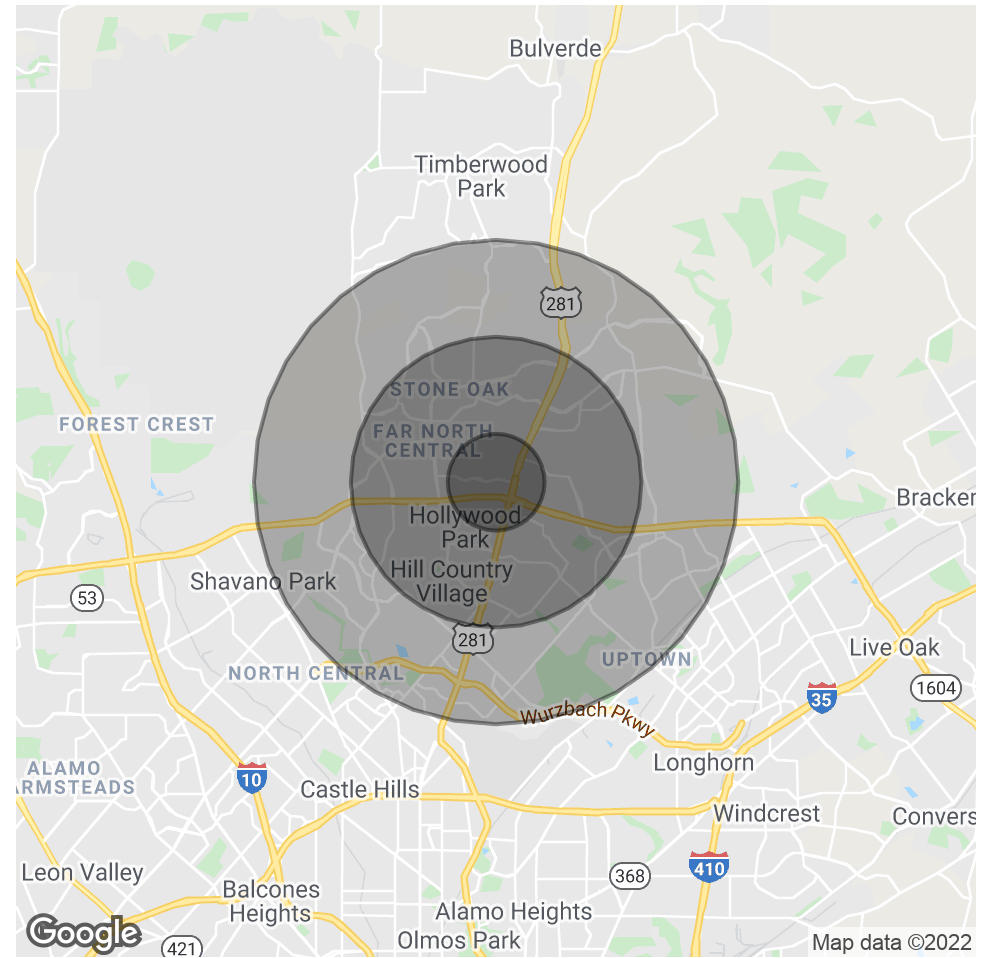 Bulverde
Timberwood
Park
281
STONE OAK
FOREST CREST
FAR NORTH
CENTRAL
Bracker
Hollywood
Park
Hill Country
Village
Shavano Park
53
281
Live Oak
UPTOWN
NORTH CENTRAL
1604
35
Wurzbach Pkwy
Longhorn
ALAMO
ARMSTEADS
10
Castle Hills
Windcrest
Convers
410
Leon Valley
368
Balcones
Heights
Alamo Heights
Olmos Park
Google
421
Map data ©2022